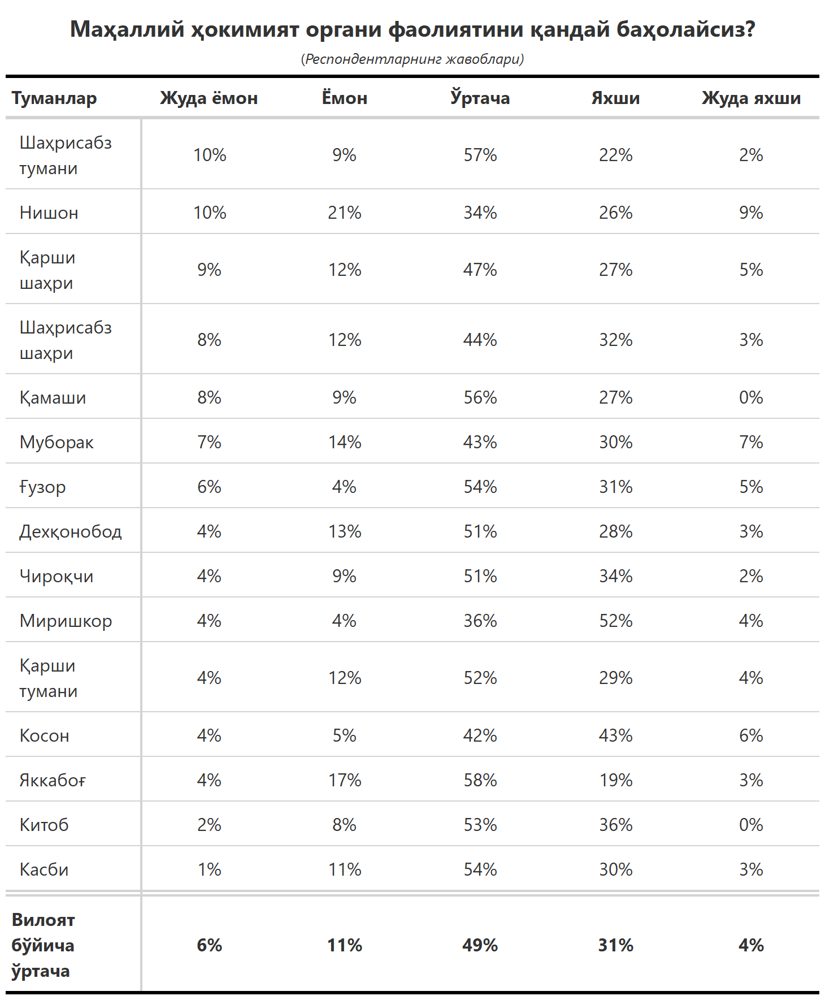 Маҳаллий ҳокимият органи фаолиятини қандай баҳолайсиз?
(Респондентларнинг жавоблари)
Туманлар Жуда ёмон Ёмон Ўртача Яхши Жуда яхши
Шаҳрисабз
тумани 10% 9% 57% 22% 2%
Нишон 10% 21% 34% 26% 9%
Қарши
шаҳри 9% 12% 47% 27% 5%
Шаҳрисабз
шаҳри 8% 12% 44% 32% 3%
Қамаши 8% 9% 56% 27% 0%
Муборак 7% 14% 43% 30% 7%
Ғузор 6% 4% 54% 31% 5%
Дехқонобод 4% 13% 51% 28% 3%
Чироқчи 4% 9% 51% 34% 2%
Миришкор 4% 4% 36% 52% 4%
Қарши
тумани 4% 12% 52% 29% 4%
Косон 4% 5% 42% 43% 6%
Яккабоғ 4% 17% 58% 19% 3%
Китоб 2% 8% 53% 36% 0%
Касби 1% 11% 54% 30% 3%
Вилоят
бўйича 6% 11% 49% 31% 4%
ўртача